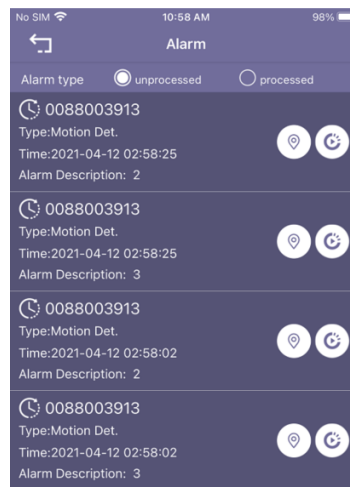 No SIM 10:58 AM 98%
Alarm
Alarm type unprocessed processed
0088003913
Type:Motion Det.
Time:2021-04-12 02:58:25
Alarm Description: 2
0088003913
Type:Motion Det.
Time:2021-04-12 02:58:25
Alarm Description: 3
0088003913
Type:Motion Det.
Time:2021-04-12 02:58:02
Alarm Description: 2
0088003913
Type:Motion Det.
Time:2021-04-12 02:58:02
Alarm Description: 3